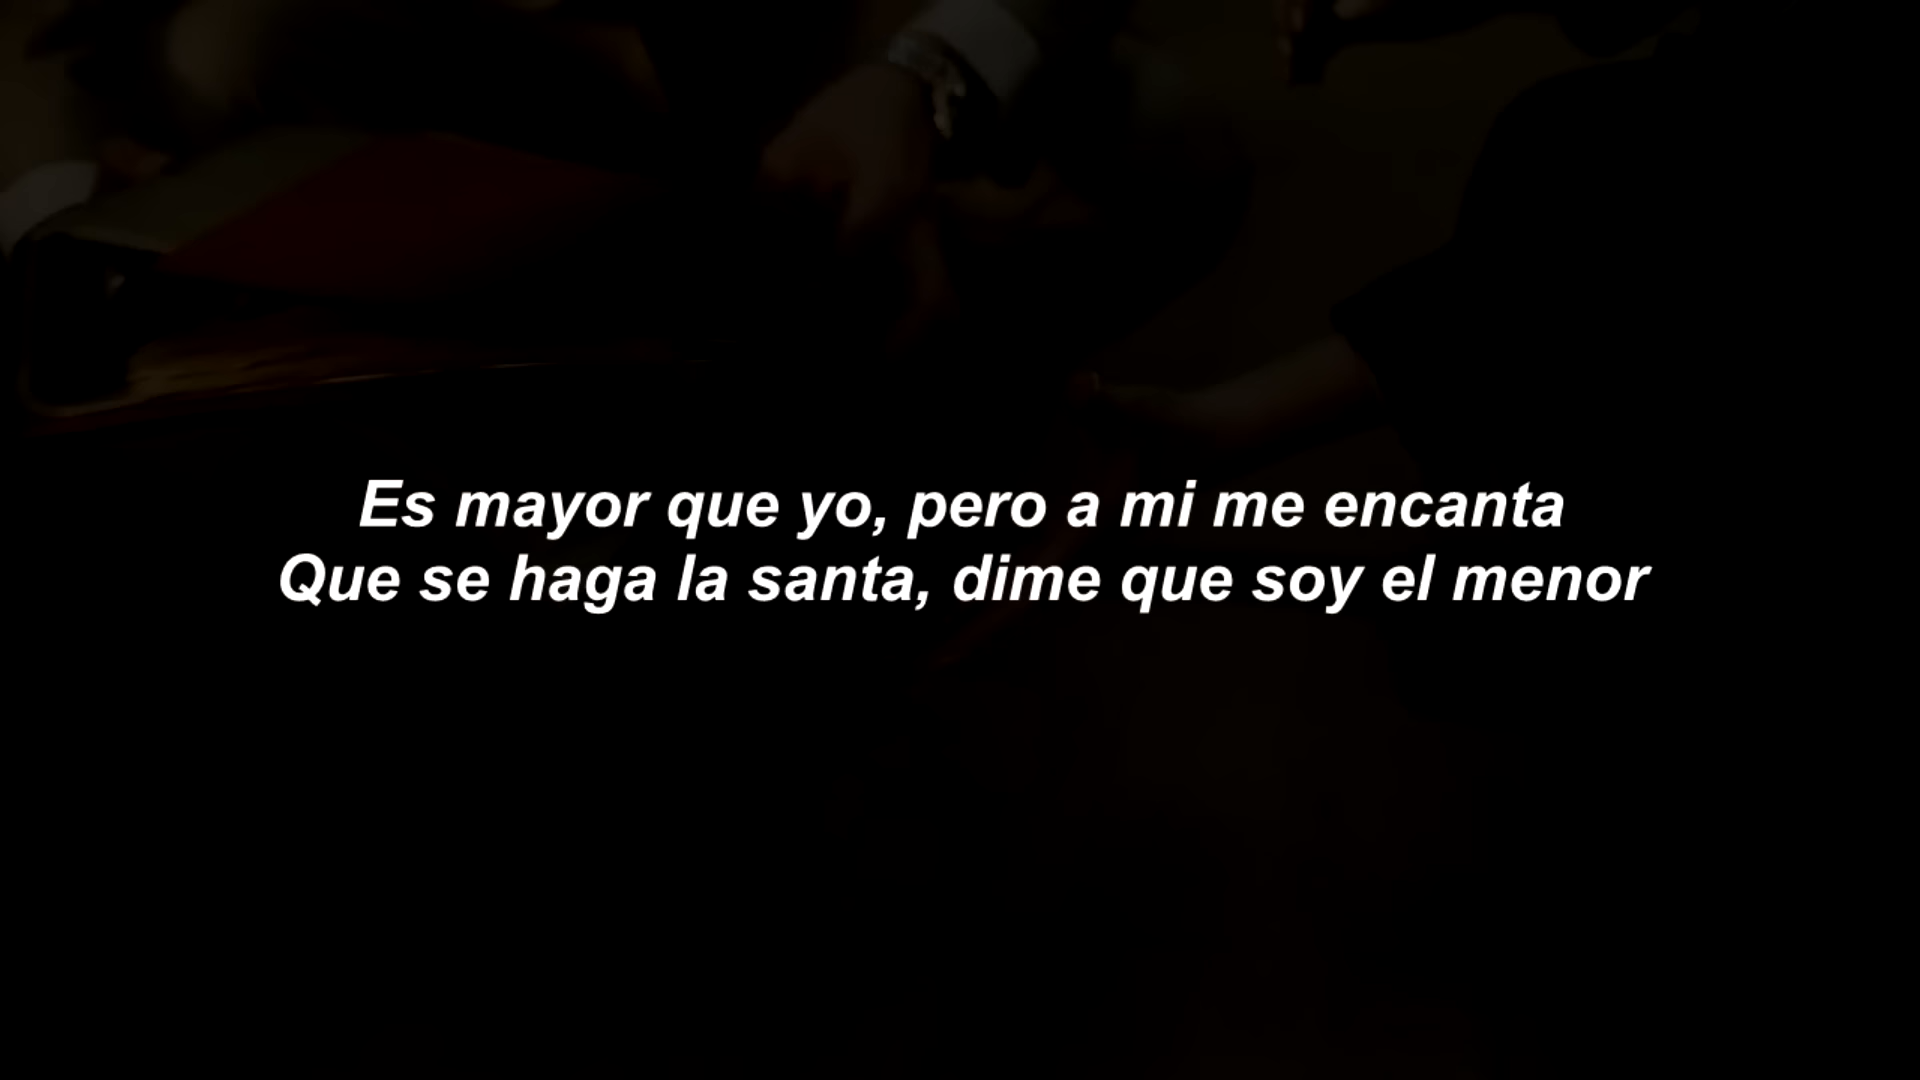 Es mayor que yo, pero a mi me encanta
Que se haga la santa, dime que soy el menor